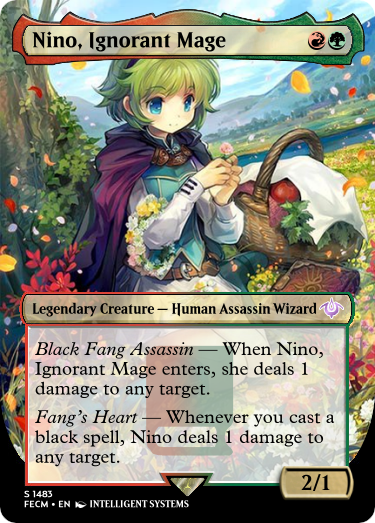 Nino, Ignorant Mage
Legendary Creature — Human Assassin Wizard
Black Fang Assassin — When Nino,
Ignorant Mage enters, she deals 1
damage to any target.
Fang's Heart — Whenever you cast a
black spell, Nino deals 1 damage to
any target.
2/1
S 1483
FECM • EN INTELLIGENT SYSTEMS